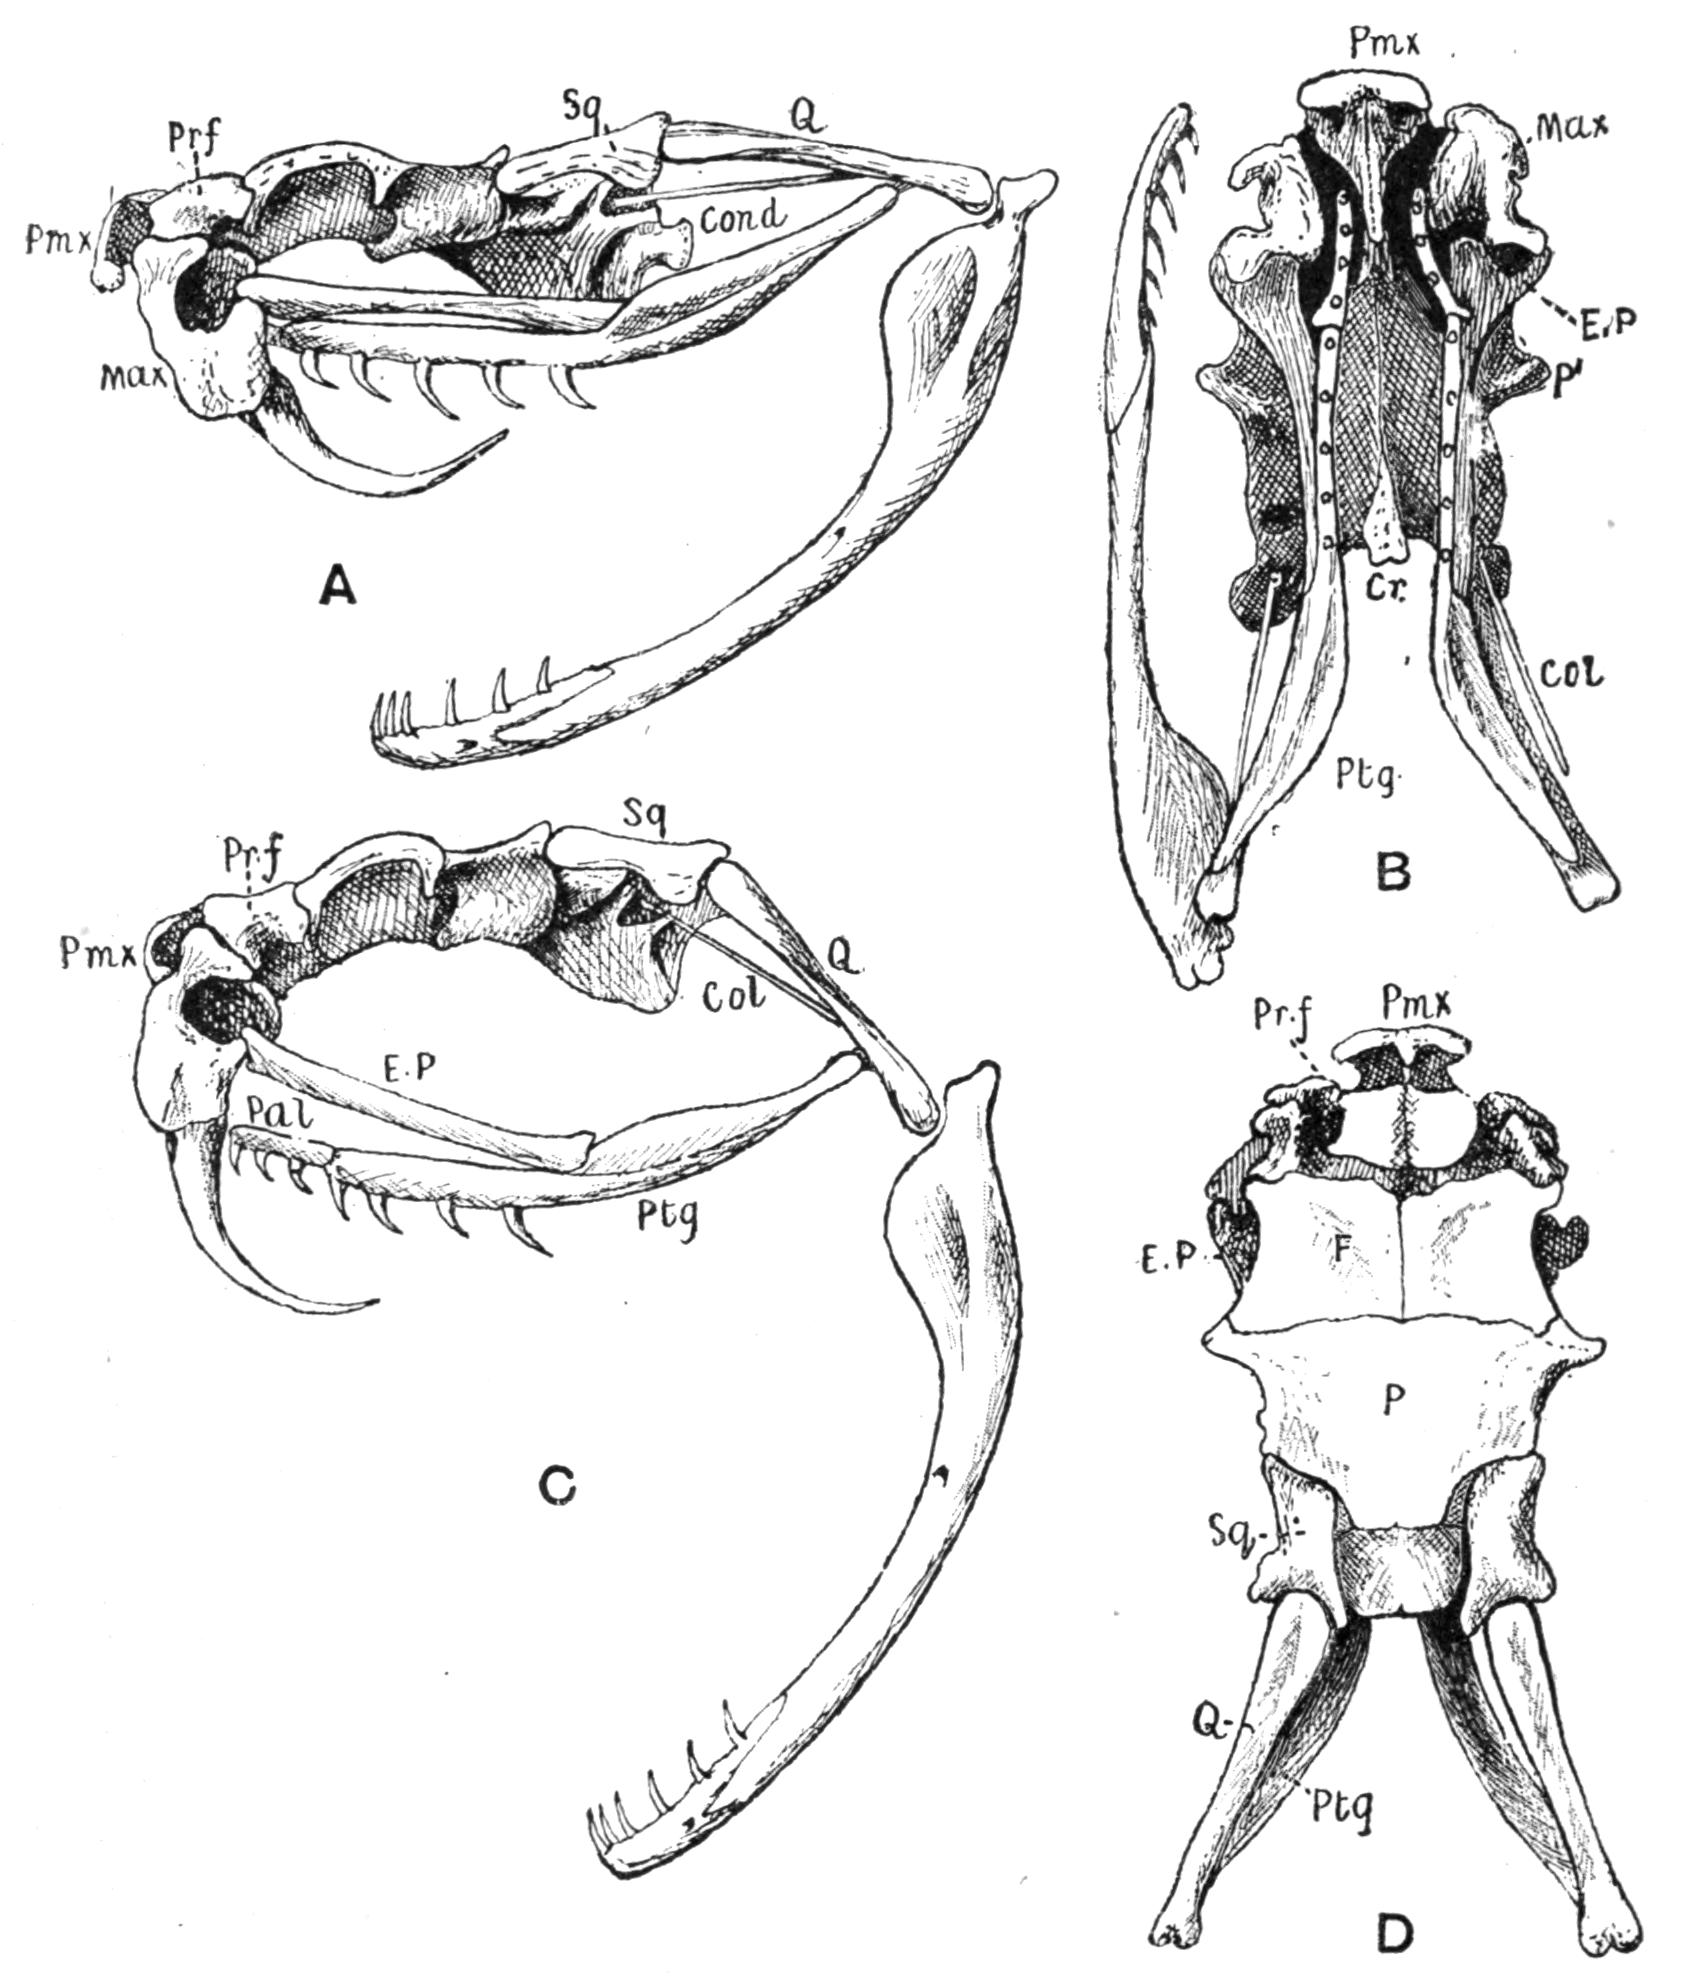 Prf
Sq
Q
Pmx
Cond
Max
A
Pmx
Max
E.P
P'
Cr.
Col
Ptg.
B
Sq
Pr.f
Pmx
Q
Col
E.P
Pal
Ptg
C
Pr.f
Pmx
E.P
F
P
Sq
Q
Ptg
D